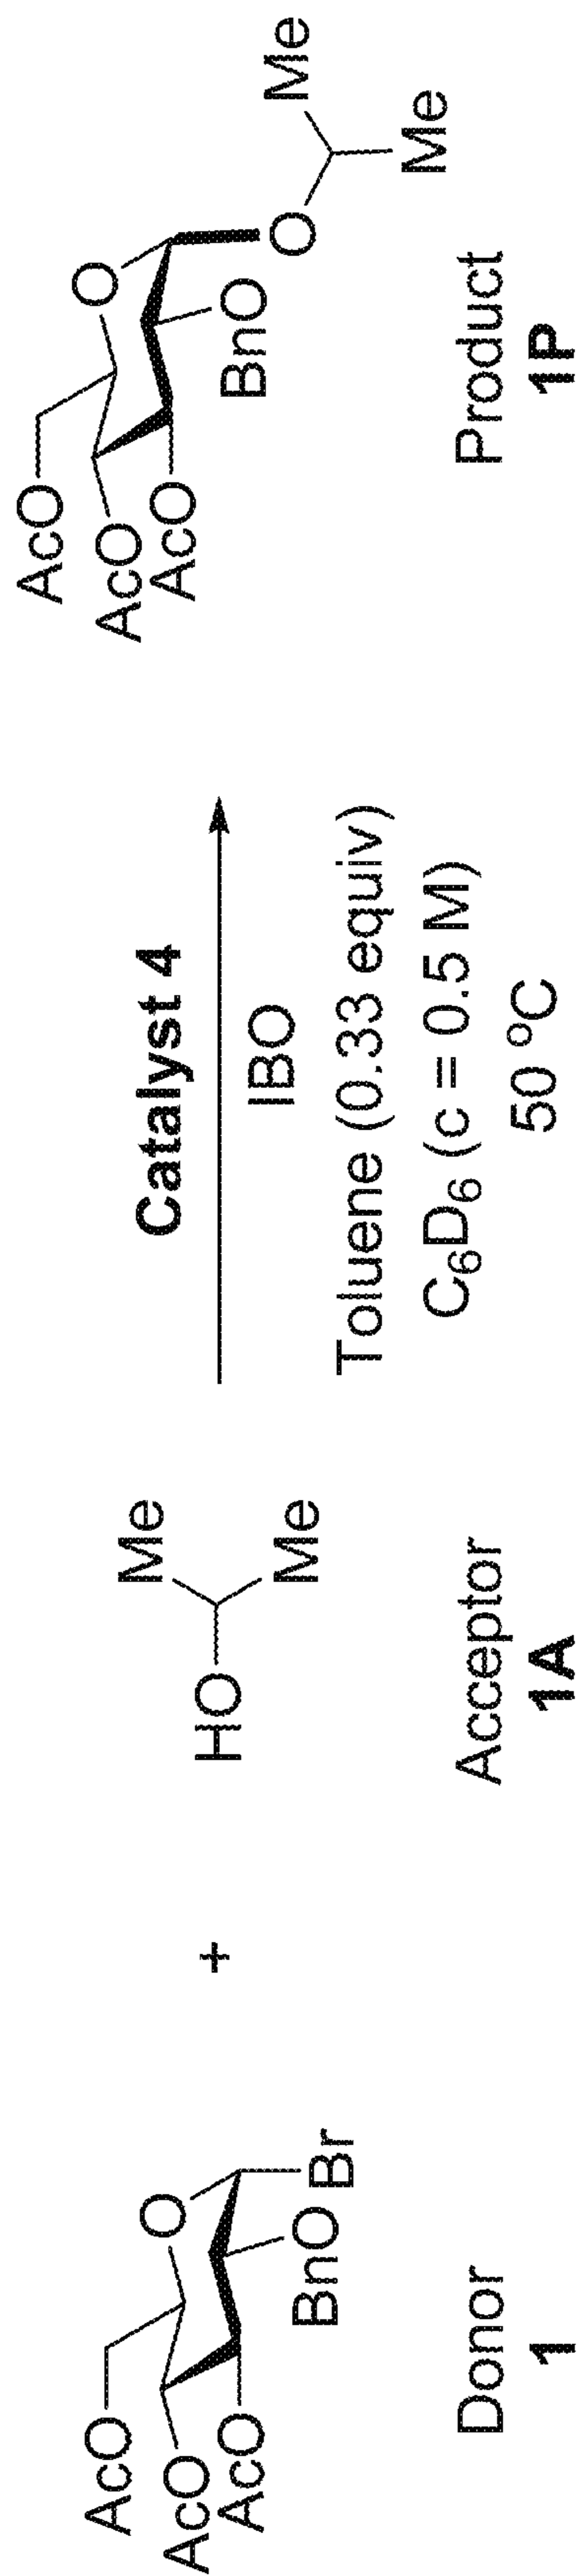 AcO
AcO
AcO
O
BnO
Br
Donor
1
+
HO
Me
Me
Acceptor
1A
Catalyst 4
IBO
Toluene (0.33 equiv)
C₆D₆ (c = 0.5 M)
50 °C
AcO
AcO
AcO
O
BnO
O
Me
Me
Product
1P